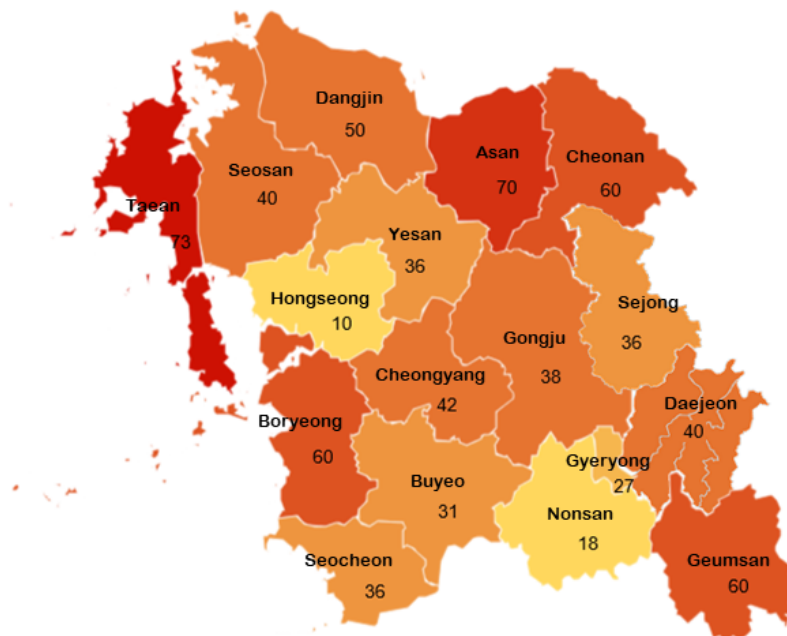 Dangjin
50
Asan
70
Cheonan
60
Seosan
40
Taean
73
Yesan
36
Hongseong
10
Sejong
36
Gongju
38
Cheongyang
42
Daejeon
40
Boryeong
60
Gyeryong
27
Buyeo
31
Nonsan
18
Seocheon
36
Geumsan
60